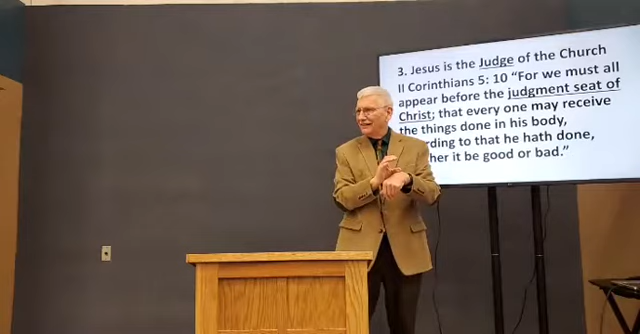 3. Jesus is the Judge of the Church
II Corinthians 5: 10 “For we must all
appear before the judgment seat of
Christ; that every one may receive
the things done in his body,
rding to that he hath done,
her it be good or bad.”